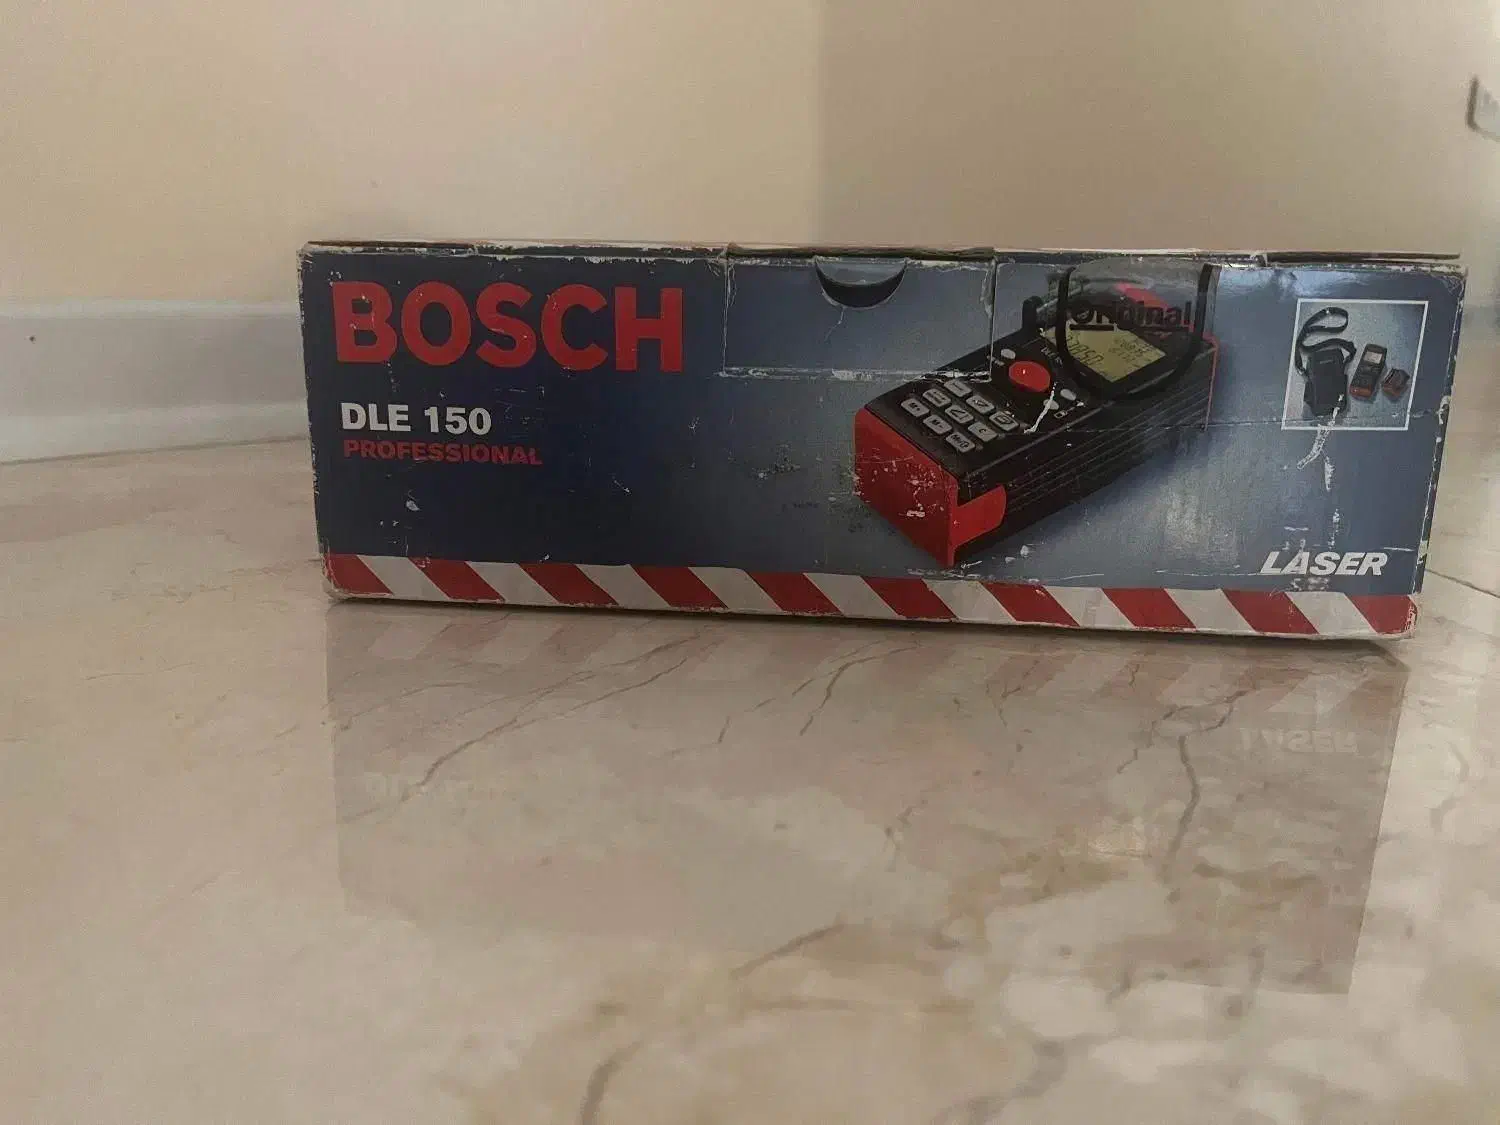 BOSCH
DLE 150
PROFESSIONAL
Original
LASER